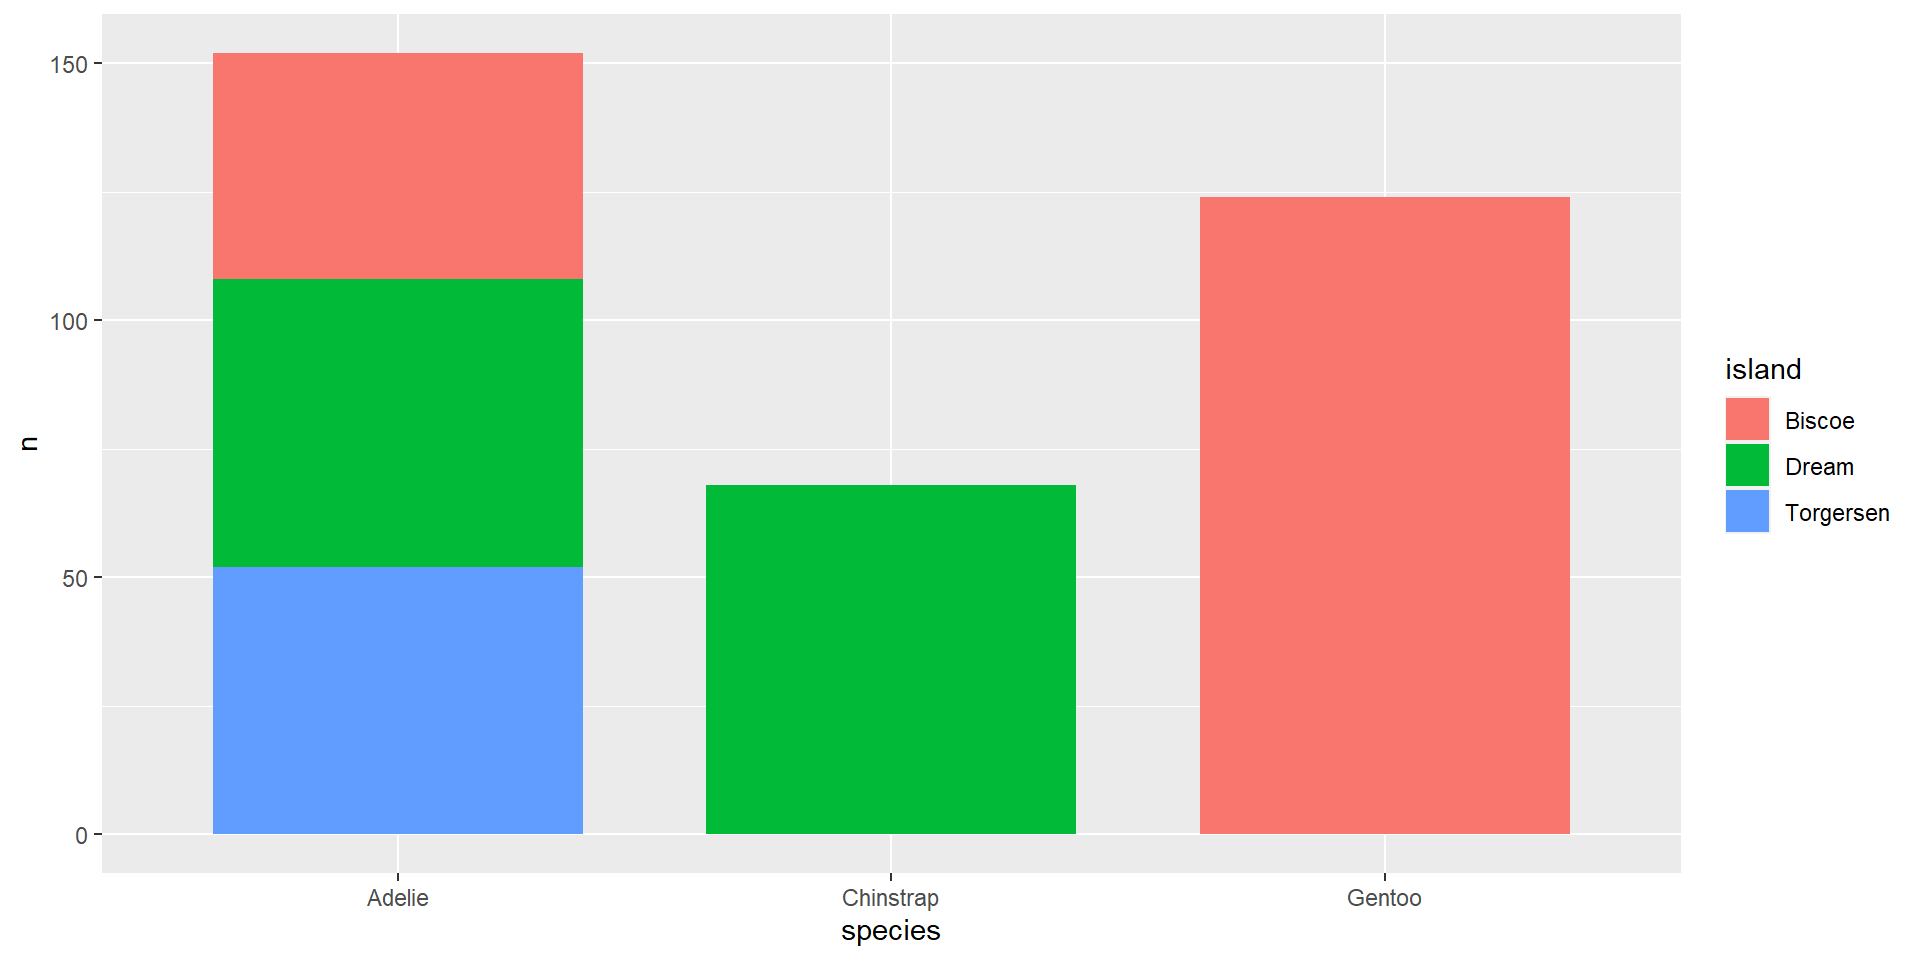 150
100
50
0
n
Adelie
Chinstrap
Gentoo
species
island
Biscoe
Dream
Torgersen